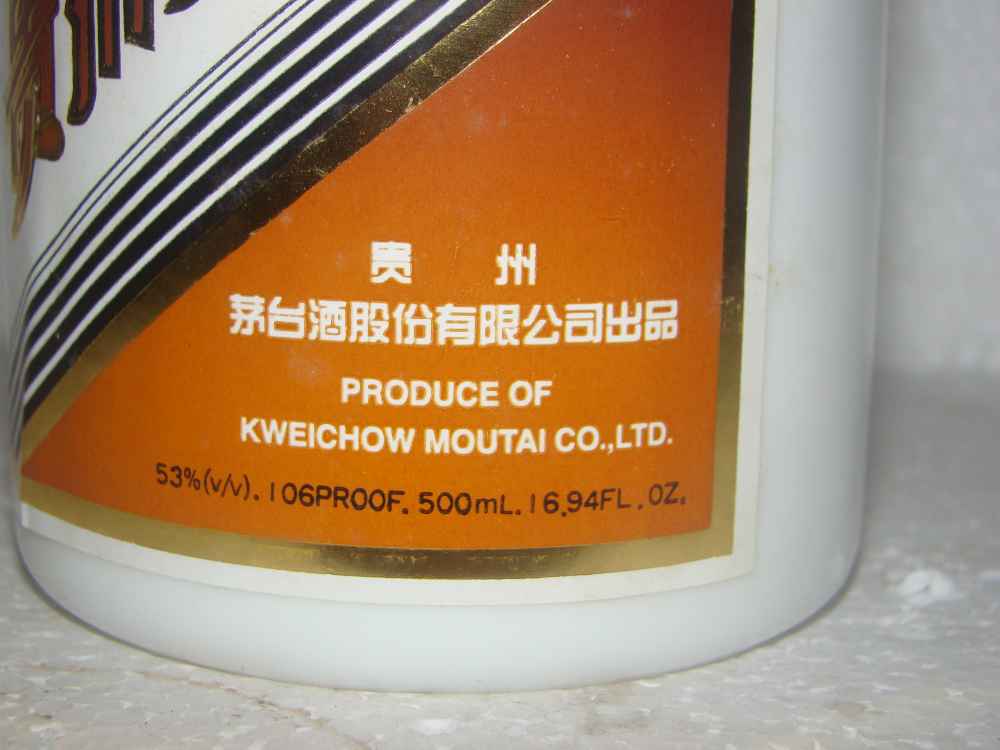 贵 州
茅台酒股份有限公司出品
PRODUCE OF
KWEICHOW MOUTAI CO.,LTD.
53%(v/v). 106PROOF. 500mL. 16.94FL. OZ.